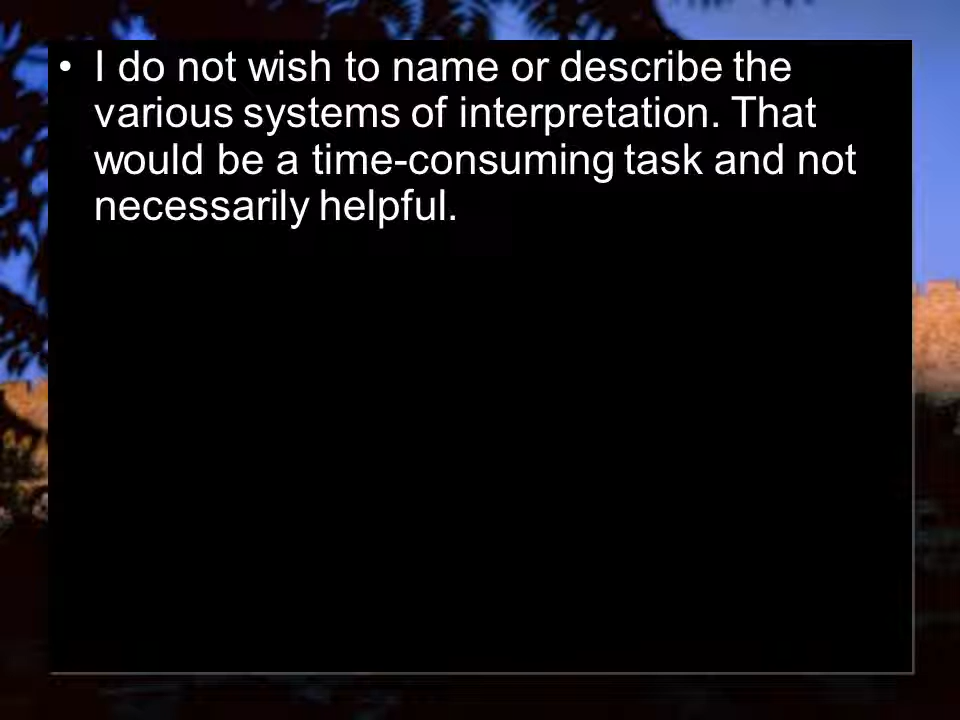 • I do not wish to name or describe the
various systems of interpretation. That
would be a time-consuming task and not
necessarily helpful.